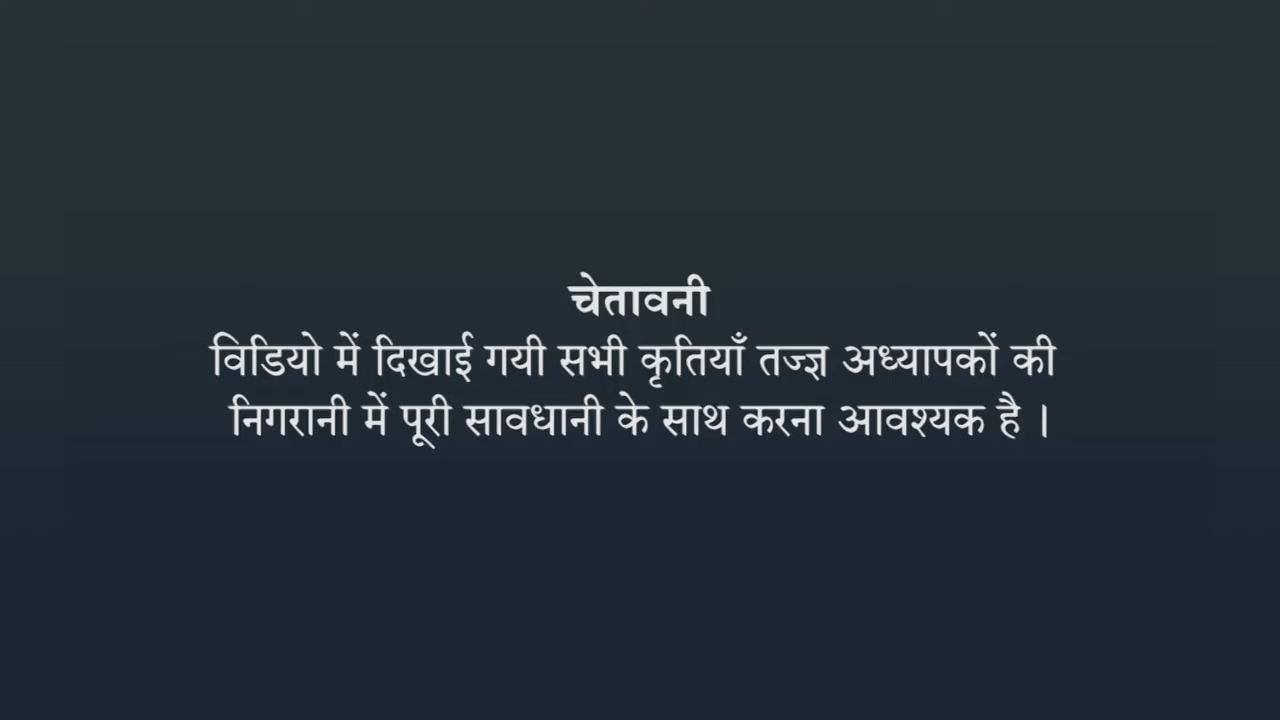 चेतावनी
विडियो में दिखाई गयी सभी कृतियाँ तज्ज्ञ अध्यापकों की
निगरानी में पूरी सावधानी के साथ करना आवश्यक है ।